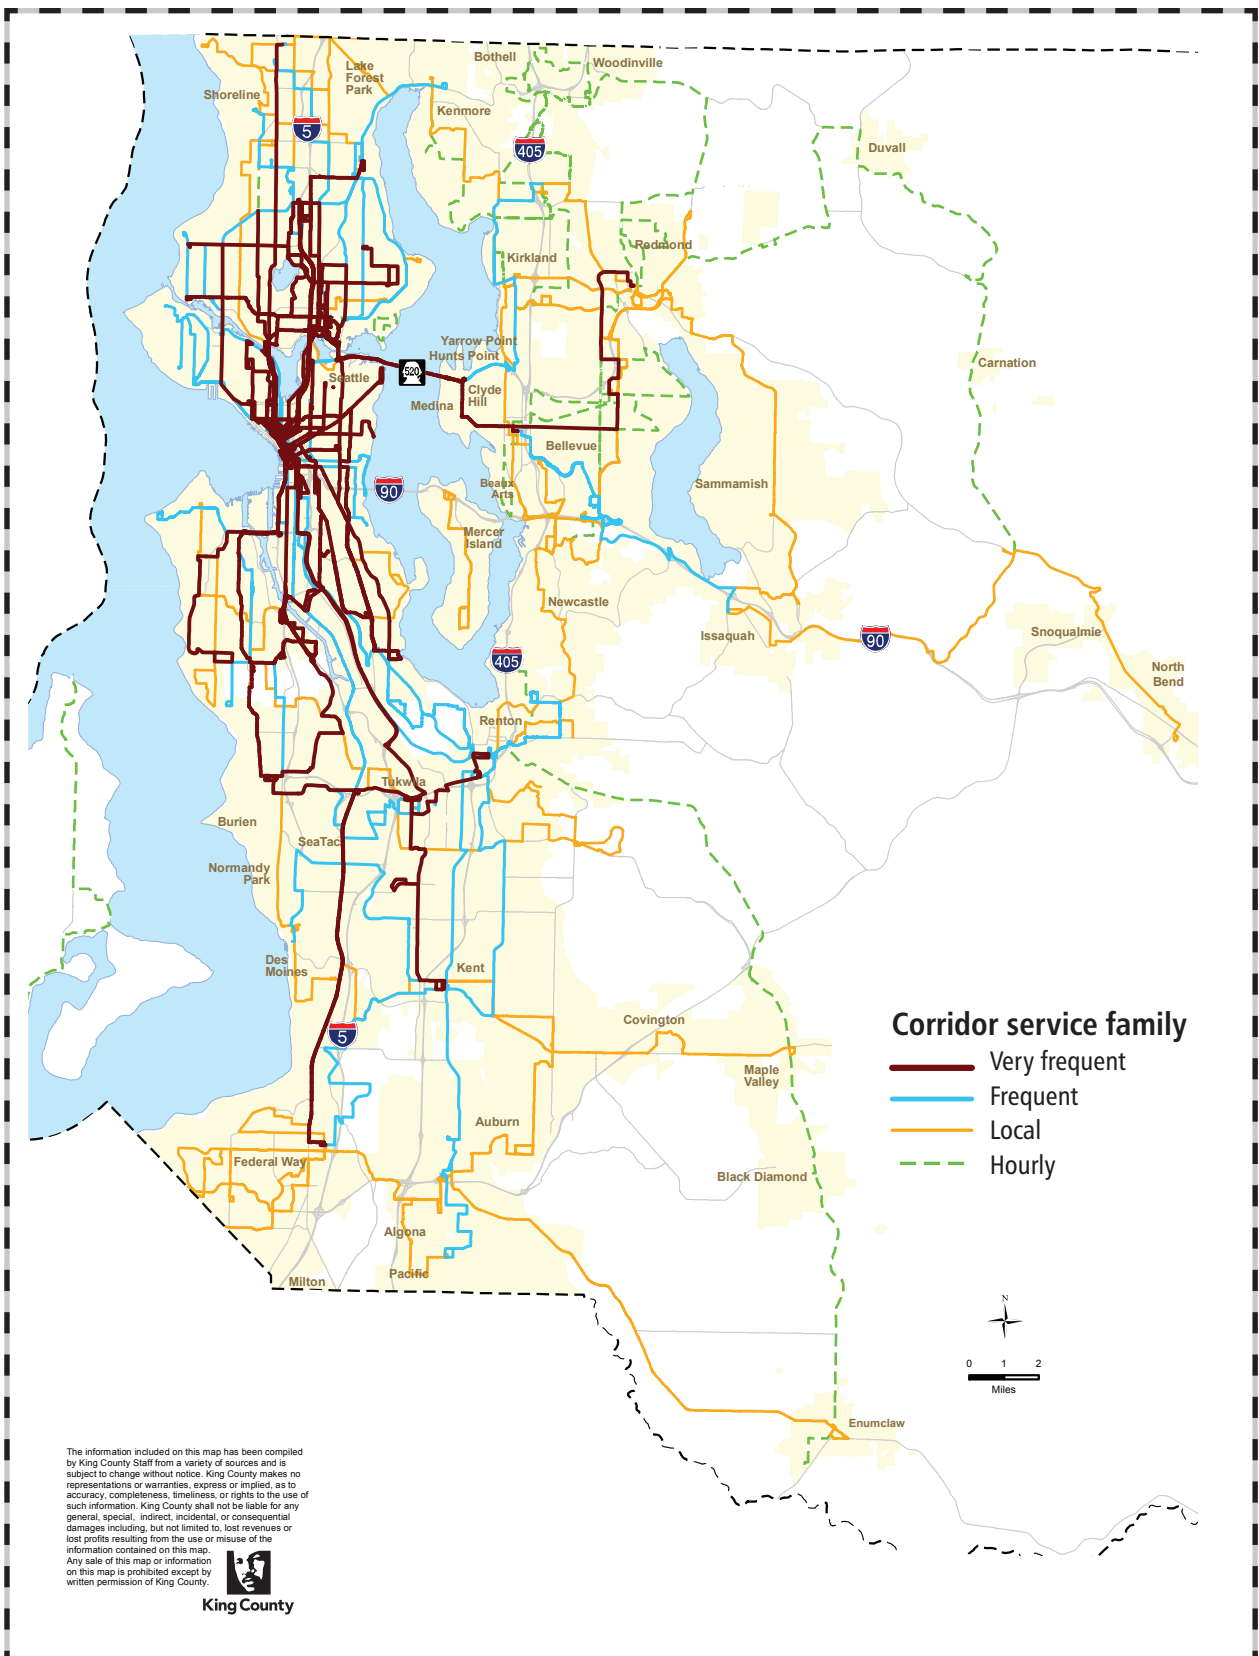 Bothell
Woodinville
Lake
Forest
Park
Shoreline
Kenmore
5
405
Duvall
Redmond
Kirkland
Yarrow Point
Hunts Point
Carnation
520
Seattle
Clyde
Hill
Medina
Bellevue
Beaux
Arts
Sammamish
90
Mercer
Island
Newcastle
Issaquah
90
Snoqualmie
405
North
Bend
Renton
Tukwila
Burien
SeaTac
Normandy
Park
Des
Moines
Kent
5
Covington
Maple
Valley
Auburn
Federal Way
Black Diamond
Algona
Pacific
Milton
Enumclaw
Corridor service family
Very frequent
Frequent
Local
Hourly
N
0 1 2
Miles
The information included on this map has been compiled
by King County Staff from a variety of sources and is
subject to change without notice. King County makes no
representations or warranties, express or implied, as to
accuracy, completeness, timeliness, or rights to the use of
such information. King County shall not be liable for any
general, special, indirect, incidental, or consequential
damages including, but not limited to, lost revenues or
lost profits resulting from the use or misuse of the
information contained on this map.
Any sale of this map or information
on this map is prohibited except by
written permission of King County.
King County